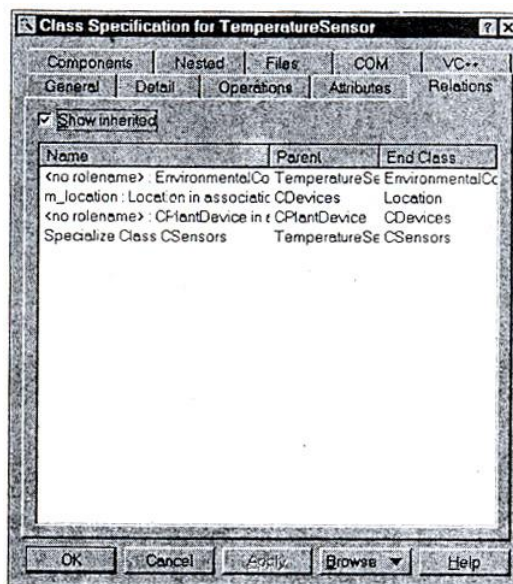 Class Specification for TemperatureSensor
Components Nested Files COM VC++
General Detail Operations Attributes Relations
Show inherited
Name Parent End Class
<no rolename> : EnvironmentalCo TemperatureSe EnvironmentalCo
m_location : Location in associatic CDevices Location
<no rolename> : CPlantDevice in ε CPlantDevice CDevices
Specialize Class CSensors TemperatureSe CSensors
OK Cancel Apply Browse Help